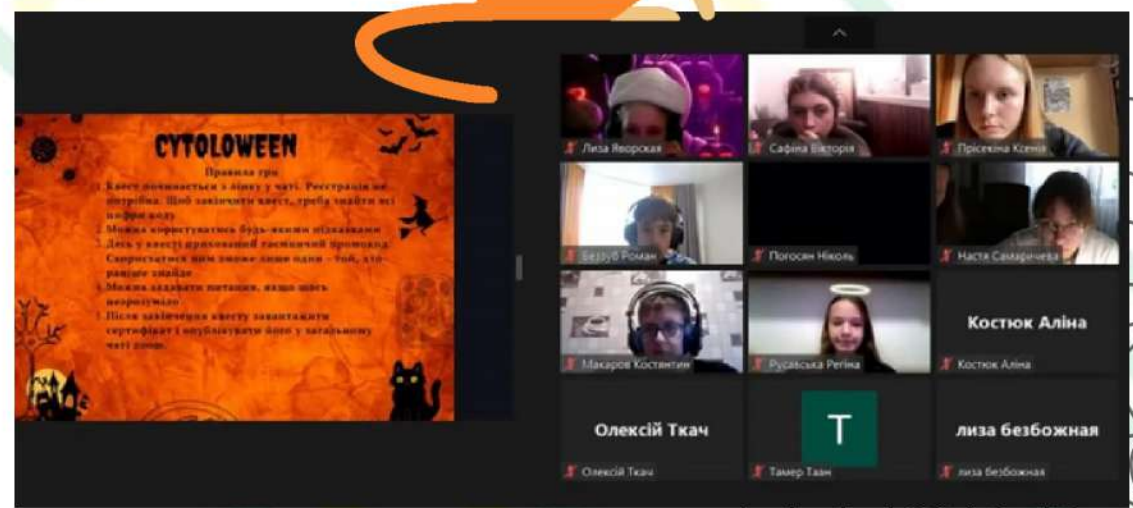 CYTOLOWEEN
Правила гри
1. Квест починається з лінку у чаті. Реєстрація не
потрібна. Щоб закінчити квест, треба знайти всі
цифри коду
2. Можна користуватись будь-якими підказками
3. Десь у квесті прихований таємничий промокод.
Скористатися ним зможе лише один - той, хто
раніше знайде
4. Можна задавати питання, якщо щось
незрозуміло
5. Після закінчення квесту завантажити
сертифікат і опублікувати його у загальному
чаті zoom.
Лиза Яворская
Сафіна Вікторія
Прісєкіна Ксенія
Беззуб Роман
Погосян Ніколь
Настя Самаричева
Макаров Костянтин
Русавська Регіна
Костюк Аліна
Костюк Аліна
Олексій Ткач
Олексій Ткач
Т
Тамер Таан
лиза безбожная
лиза безбожная